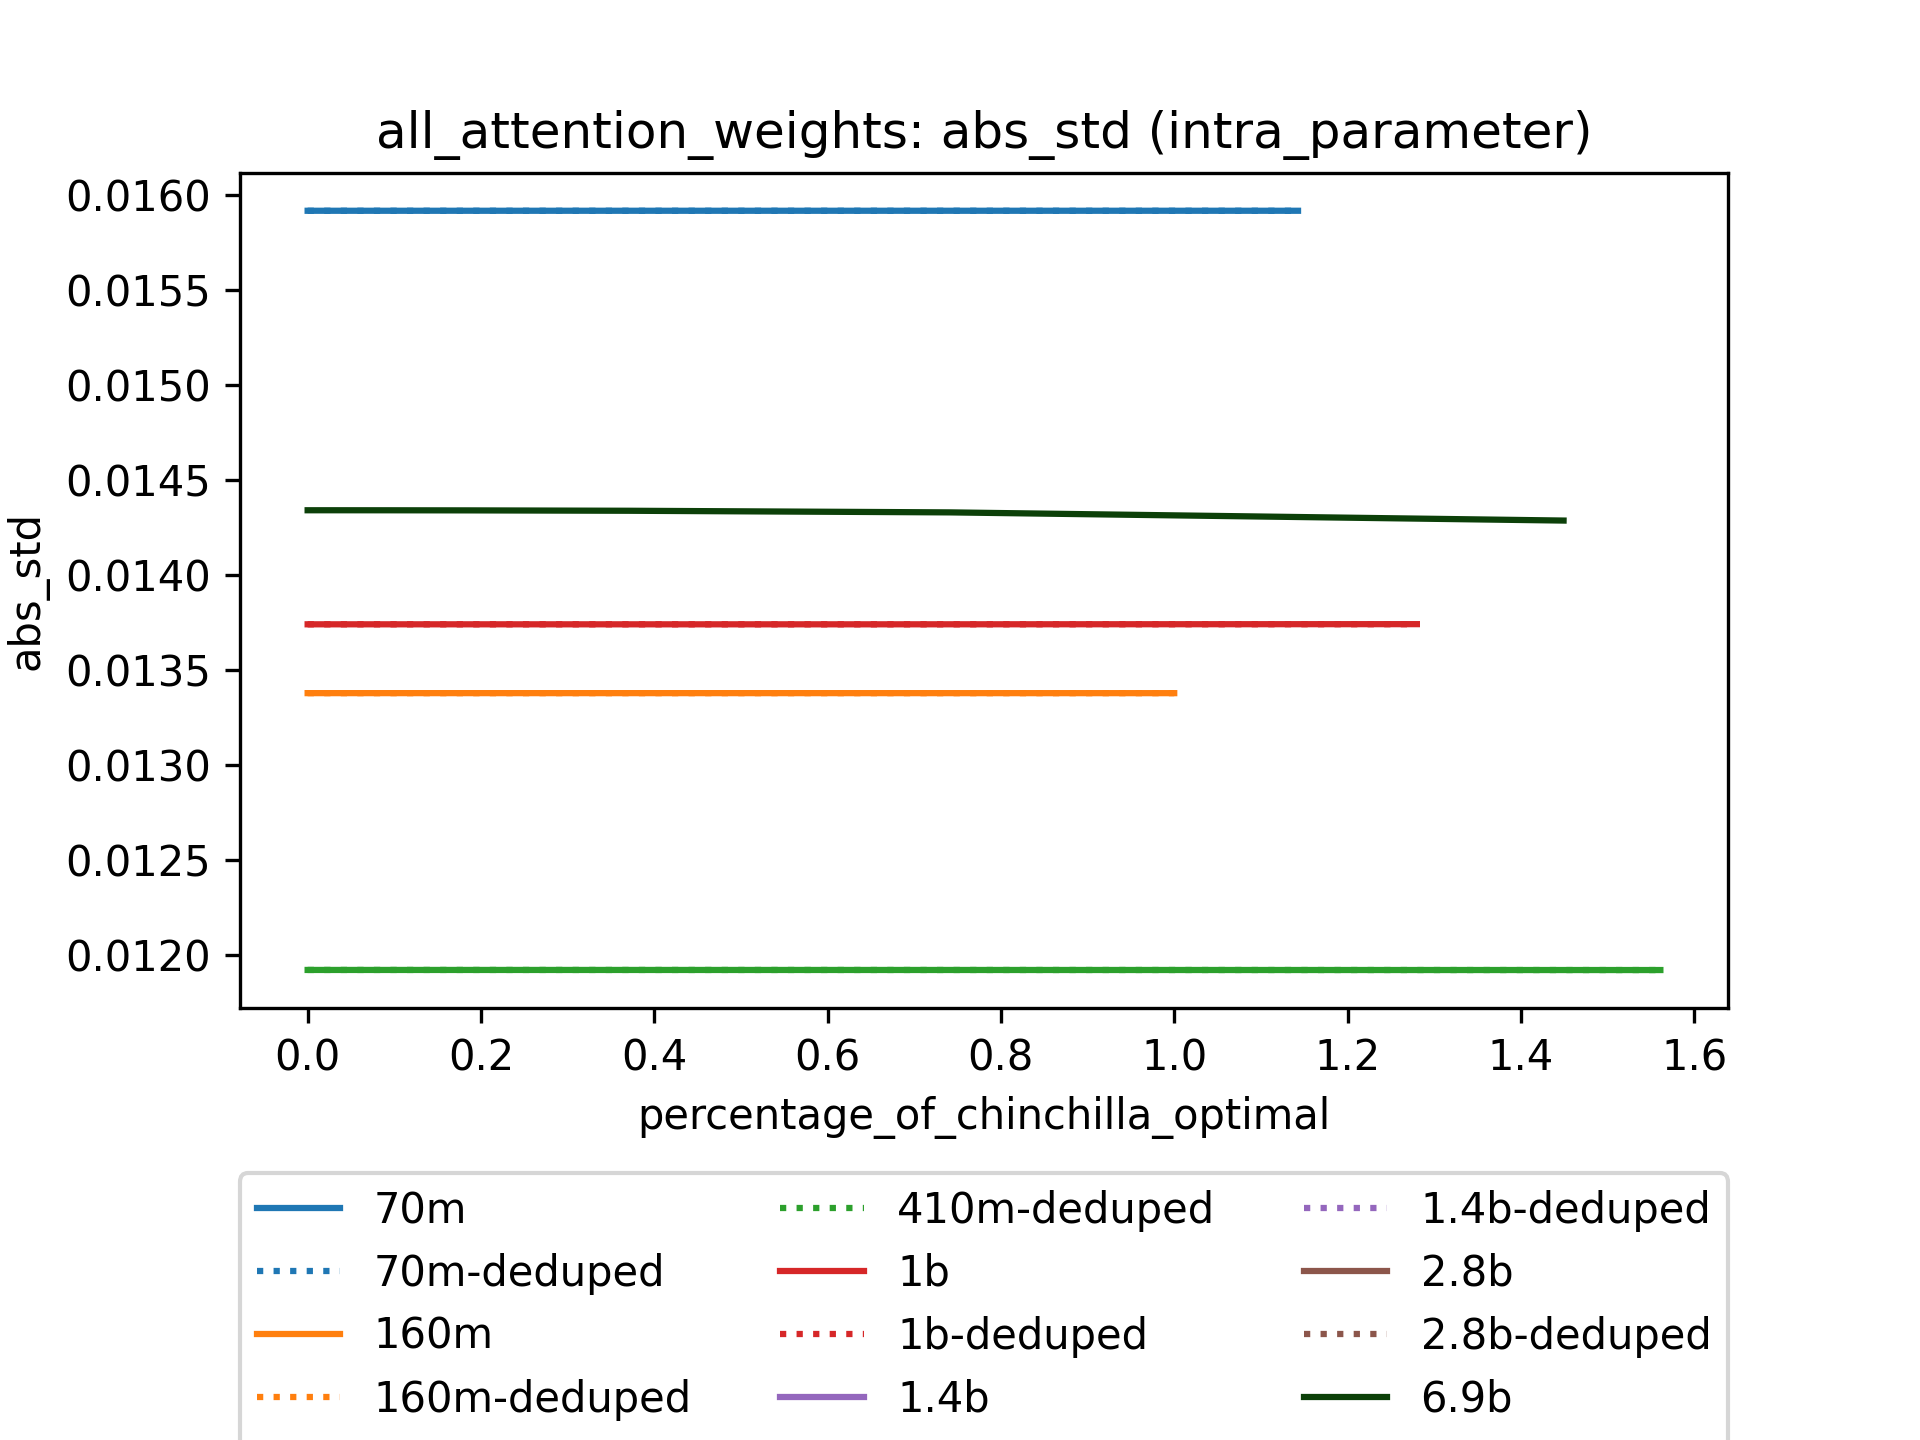 all_attention_weights: abs_std (intra_parameter)
0.0160
0.0155
0.0150
0.0145
0.0140
0.0135
0.0130
0.0125
0.0120
abs_std
0.0 0.2 0.4 0.6 0.8 1.0 1.2 1.4 1.6
percentage_of_chinchilla_optimal
70m 410m-deduped 1.4b-deduped
70m-deduped 1b 2.8b
160m 1b-deduped 2.8b-deduped
160m-deduped 1.4b 6.9b